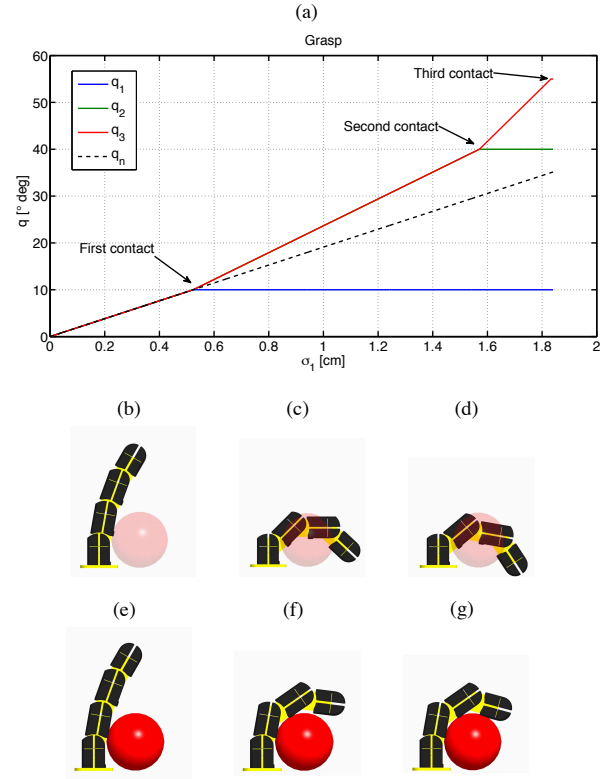 (a)
Grasp
60
50
40
30
20
10
0
q [° deg]
q₁
q₂
q₃
qₙ
First contact
Second contact
Third contact
0 0.2 0.4 0.6 0.8 1 1.2 1.4 1.6 1.8 2
σ₁ [cm]
(b) (c) (d)
(e) (f) (g)